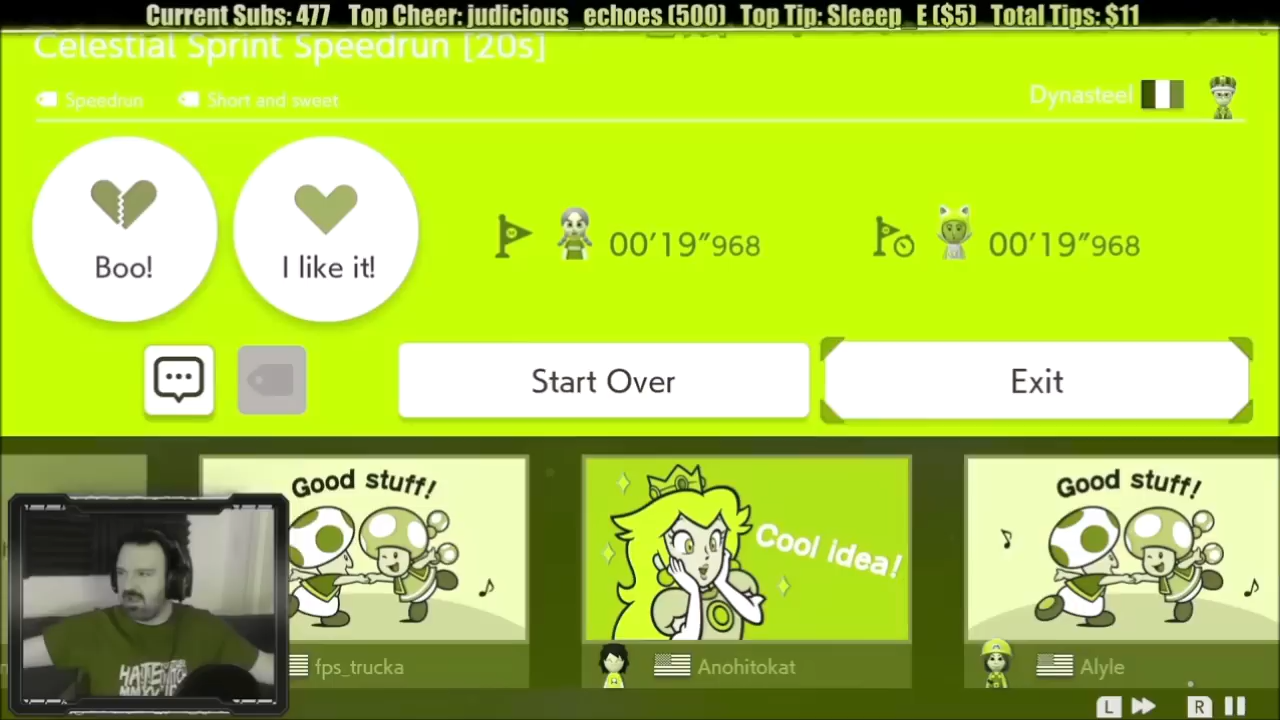 Current Subs: 477 Top Cheer: judicious_echoes (500) Top Tip: Sleeep_E ($5) Total Tips: $11
Celestial Sprint Speedrun [20s]
Speedrun Short and sweet
Dynasteel
Boo!
I like it!
00'19"968
00'19"968
Start Over
Exit
Good stuff!
Cool idea!
Good stuff!
fps_trucka
Anohitokat
Alyle
L
R